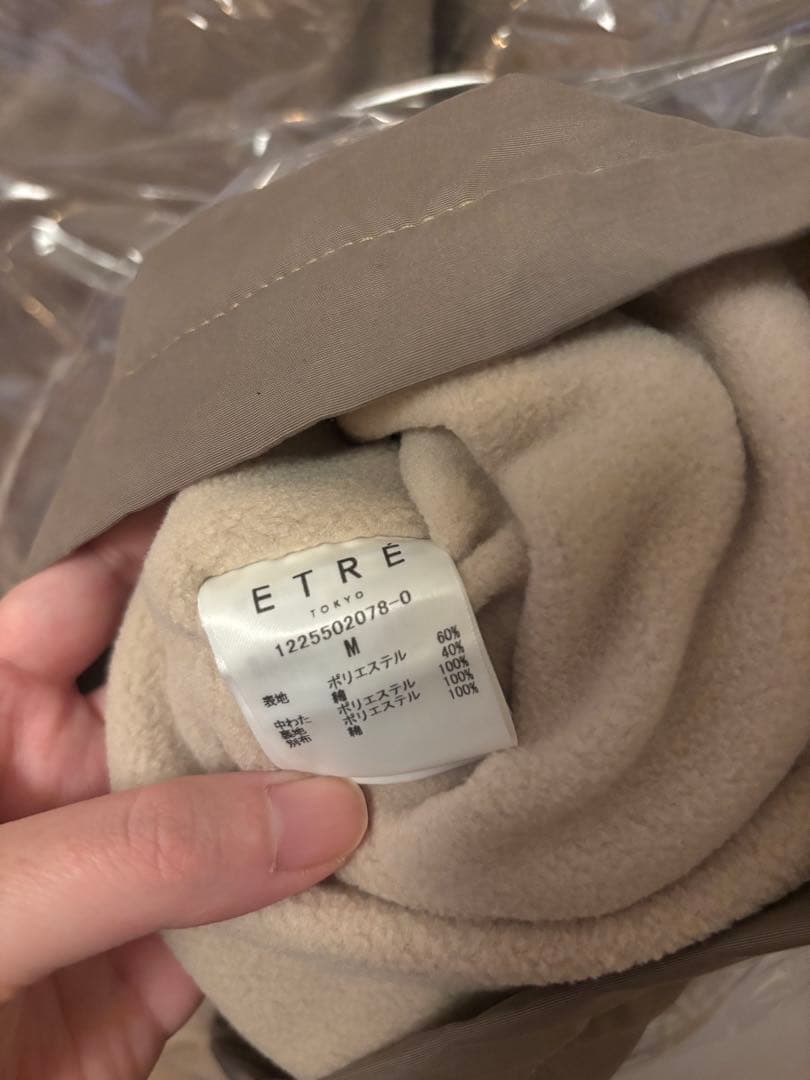 ETRÉ
TOKYO
1225502078-0
M
表地 ポリエステル 60%
綿 40%
中わた ポリエステル 100%
裏地 ポリエステル 100%
別布 綿 100%